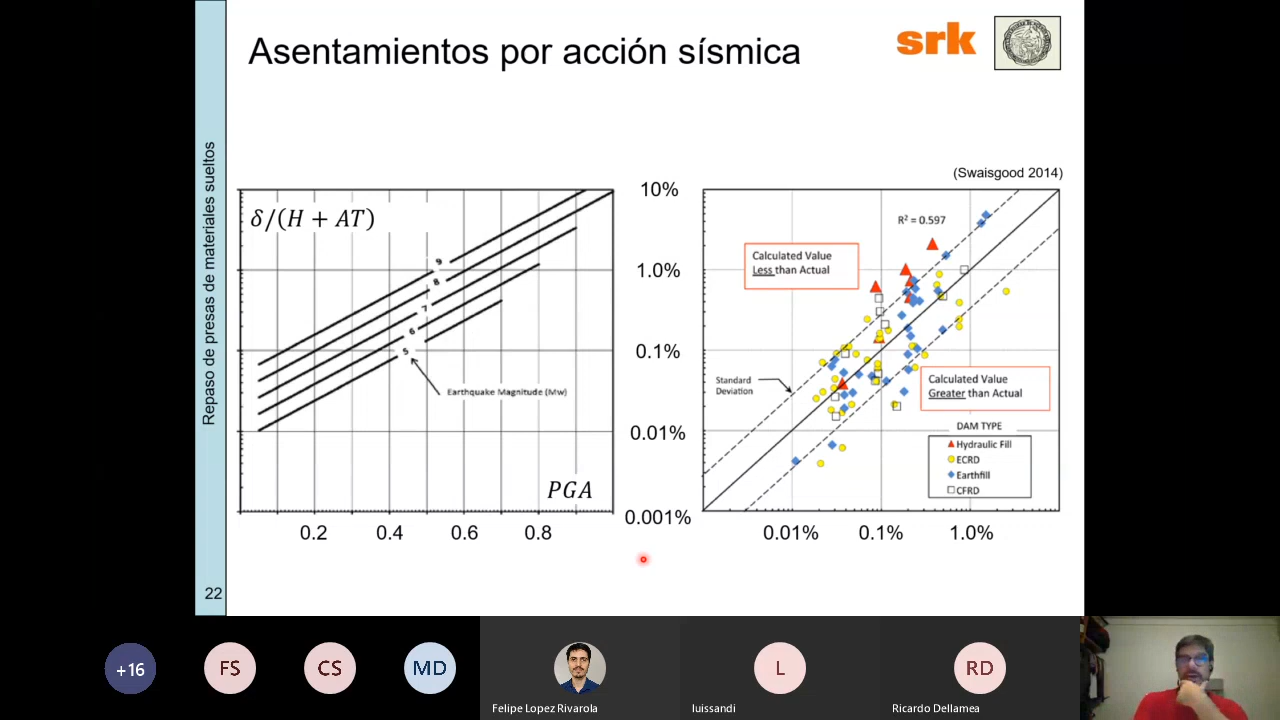 Asentamientos por acción sísmica
srk
Repaso de presas de materiales sueltos
22
δ/(H + AT)
9
8
7
6
5
Earthquake Magnitude (Mw)
PGA
0.2 0.4 0.6 0.8
10%
1.0%
0.1%
0.01%
0.001%
(Swaisgood 2014)
R² = 0.597
Calculated Value
Less than Actual
Standard
Deviation
Calculated Value
Greater than Actual
DAM TYPE
Hydraulic Fill
ECRD
Earthfill
CFRD
0.01% 0.1% 1.0%
+16
FS
CS
MD
Felipe Lopez Rivarola
L
luissandi
RD
Ricardo Dellamea